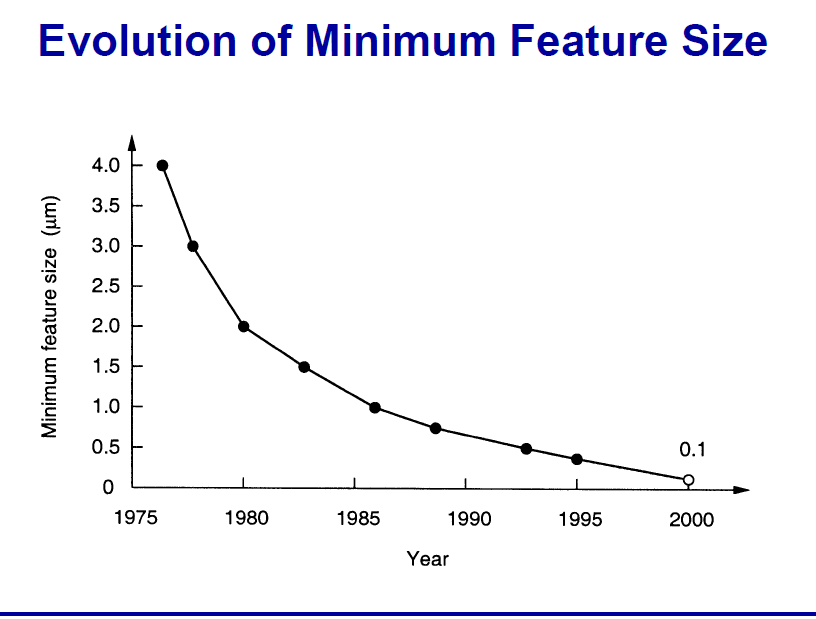 Evolution of Minimum Feature Size
Minimum feature size (μm)
4.0
3.5
3.0
2.5
2.0
1.5
1.0
0.5
0
0.1
1975 1980 1985 1990 1995 2000
Year